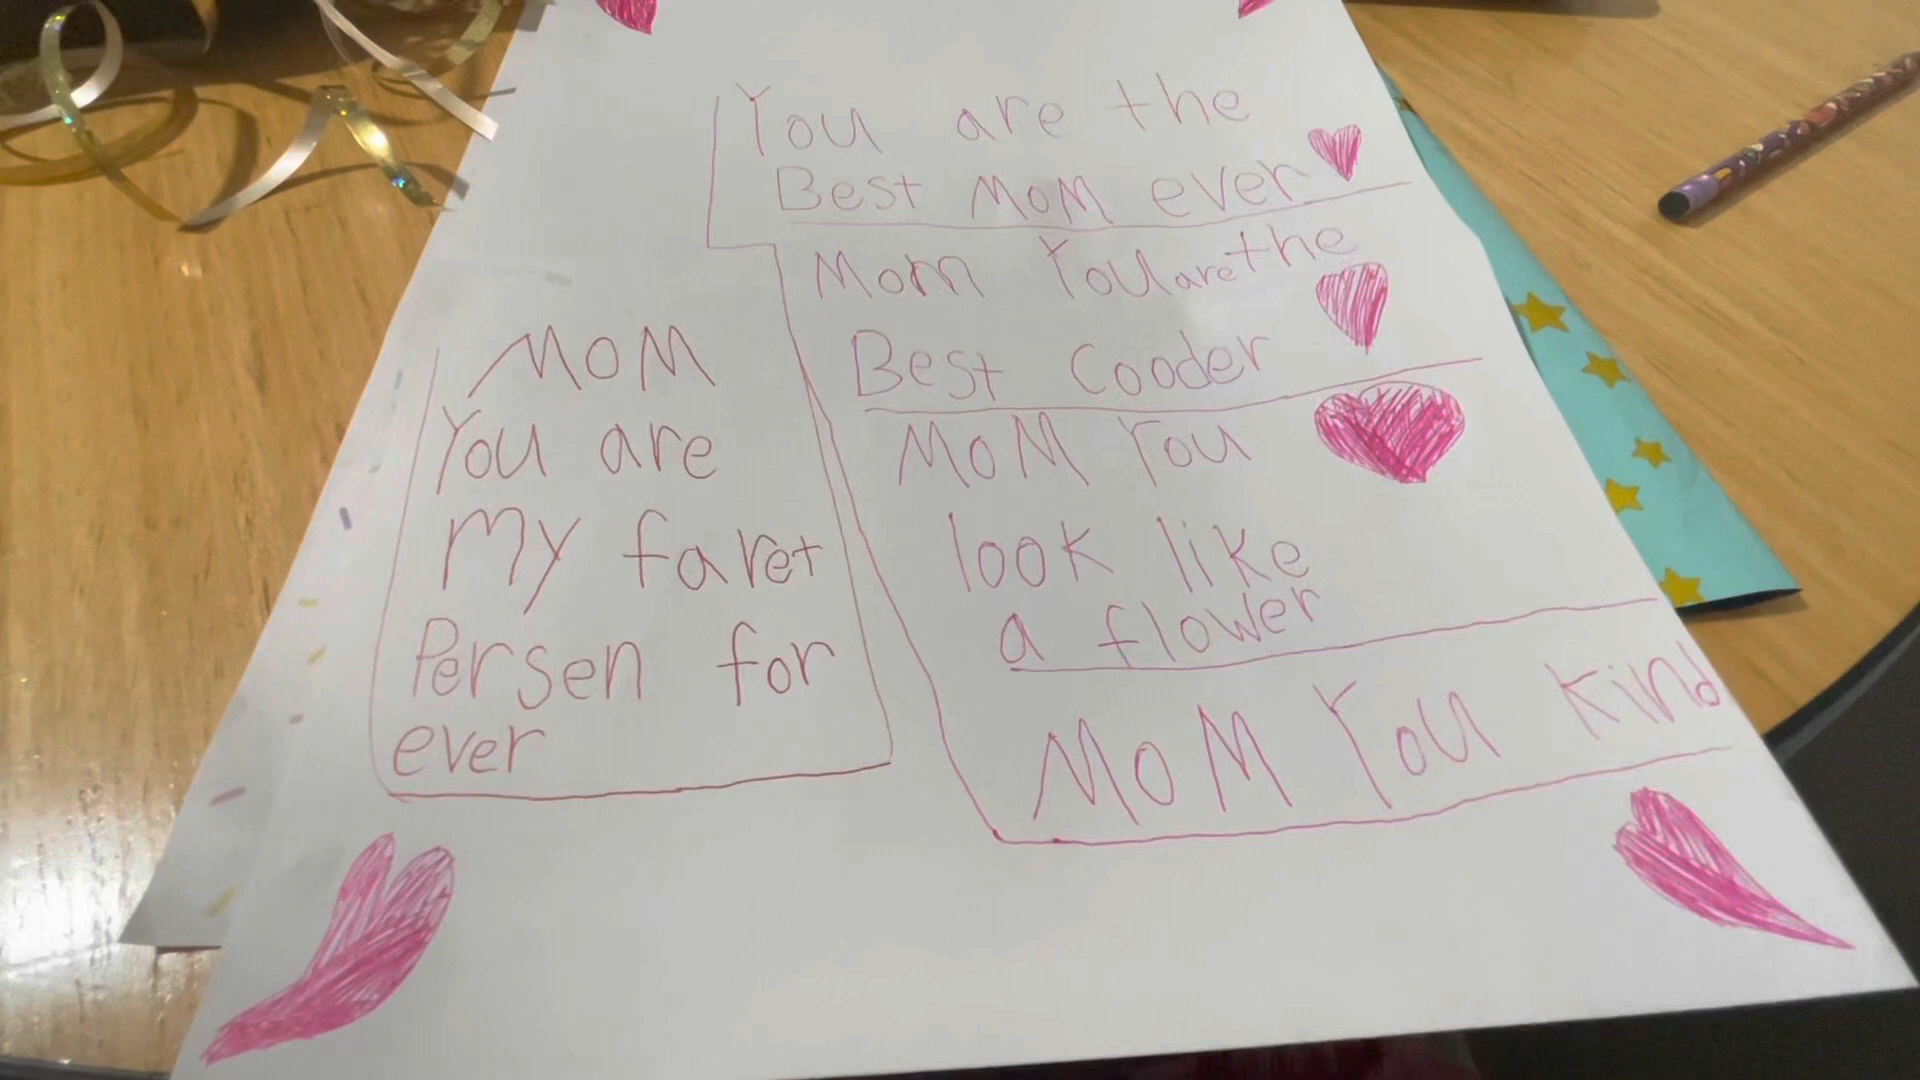 You are the
Best MoM ever
Mom You are the
Best Cooder
MoM You
look like
a flower
MoM You kind
MOM
You are
My faret
Persen for
ever